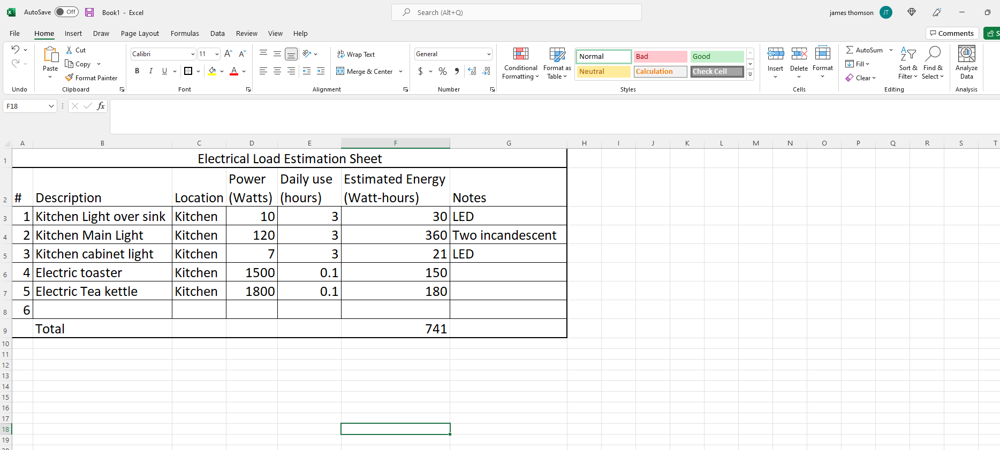 AutoSave Off Book1 - Excel Search (Alt+Q) james thomson JT
File Home Insert Draw Page Layout Formulas Data Review View Help Comments S
Paste Cut Calibri 11 A^ A˅ Wrap Text General Conditional Formatting Format as Table Normal Bad Good Insert Delete Format AutoSum Sort & Filter Find & Select Analyze Data
Copy B I U A Merge & Center $ % , Neutral Calculation Check Cell Fill
Format Painter Clear
Undo Clipboard Font Alignment Number Styles Cells Editing Analysis
F18 fx
A B C D E F G H I J K L M N O P Q R S T
1 Electrical Load Estimation Sheet
Power Daily use Estimated Energy
2 # Description Location (Watts) (hours) (Watt-hours) Notes
3 1 Kitchen Light over sink Kitchen 10 3 30 LED
4 2 Kitchen Main Light Kitchen 120 3 360 Two incandescent
5 3 Kitchen cabinet light Kitchen 7 3 21 LED
6 4 Electric toaster Kitchen 1500 0.1 150
7 5 Electric Tea kettle Kitchen 1800 0.1 180
8 6
9 Total 741
10
11
12
13
14
15
16
17
18
19